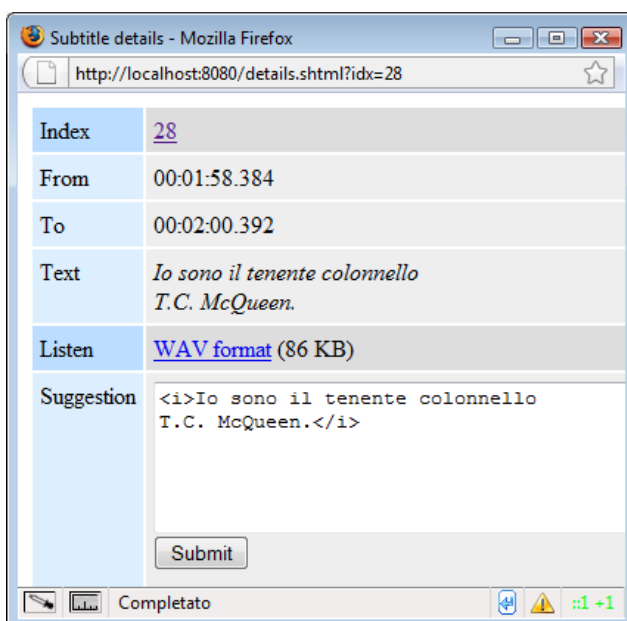 Subtitle details - Mozilla Firefox
http://localhost:8080/details.shtml?idx=28
Index 28
From 00:01:58.384
To 00:02:00.392
Text Io sono il tenente colonnello
T.C. McQueen.
Listen WAV format (86 KB)
Suggestion <i>Io sono il tenente colonnello
T.C. McQueen.</i>
Submit
Completato ::1 +1